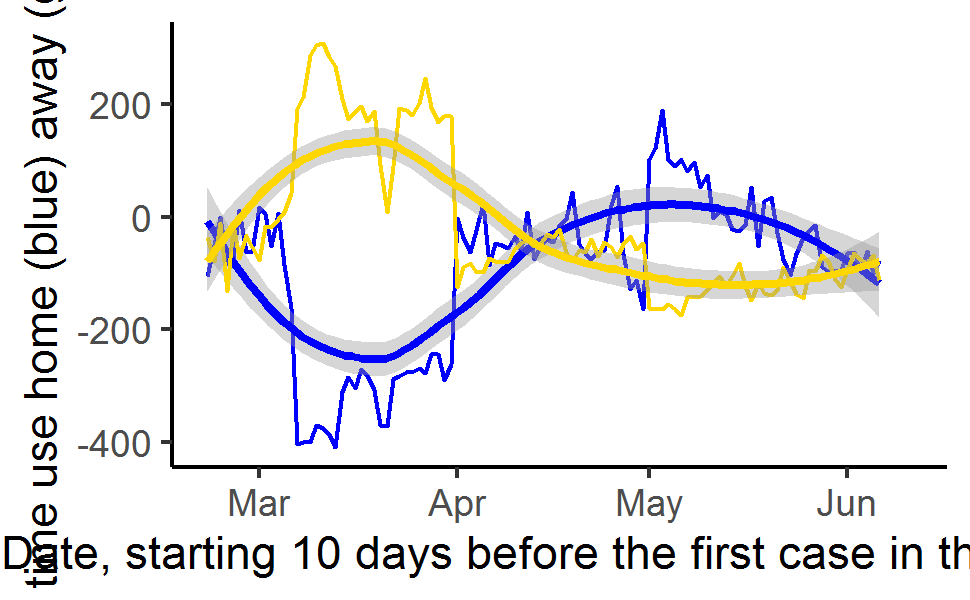 time use home (blue) away (
200
0
-200
-400
Mar Apr May Jun
Date, starting 10 days before the first case in th